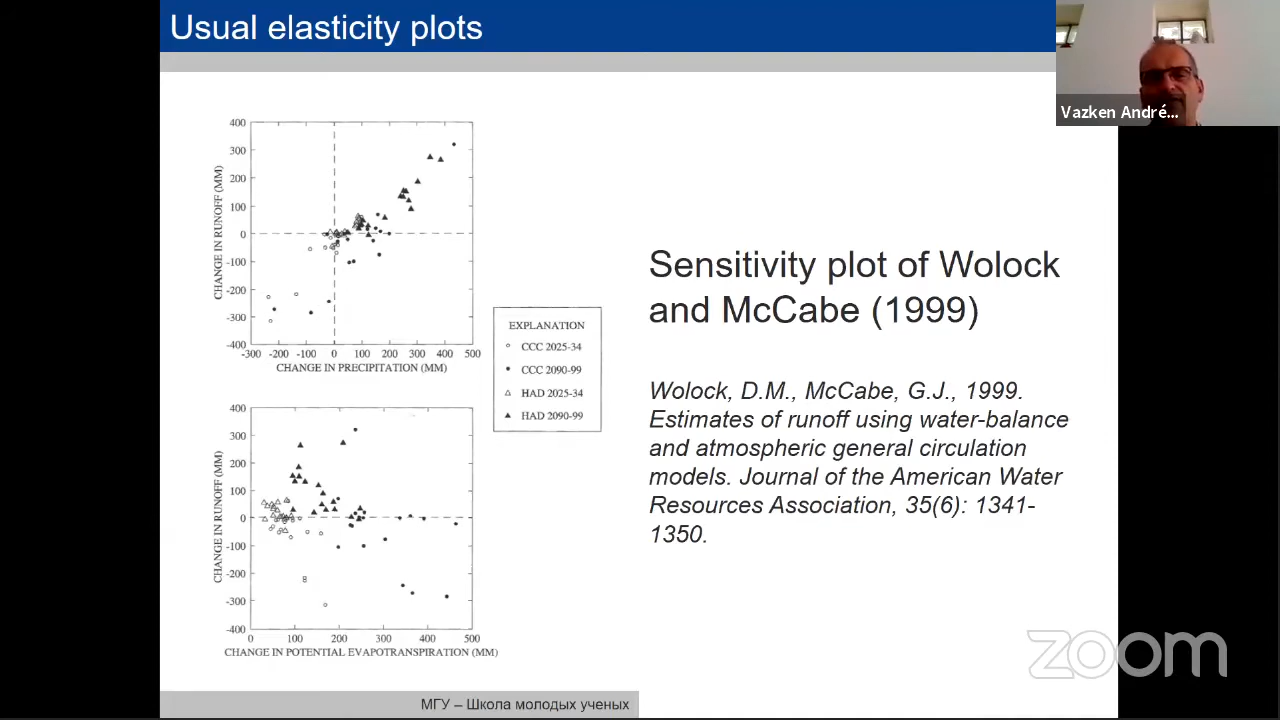 Usual elasticity plots
Vazken André...
400
300
200
100
0
-100
-200
-300
-400
CHANGE IN RUNOFF (MM)
-300 -200 -100 0 100 200 300 400 500
CHANGE IN PRECIPITATION (MM)
EXPLANATION
CCC 2025-34
CCC 2090-99
HAD 2025-34
HAD 2090-99
400
300
200
100
0
-100
-200
-300
-400
CHANGE IN RUNOFF (MM)
0 100 200 300 400 500
CHANGE IN POTENTIAL EVAPOTRANSPIRATION (MM)
Sensitivity plot of Wolock
and McCabe (1999)
Wolock, D.M., McCabe, G.J., 1999.
Estimates of runoff using water-balance
and atmospheric general circulation
models. Journal of the American Water
Resources Association, 35(6): 1341-
1350.
zoom
МГУ – Школа молодых ученых